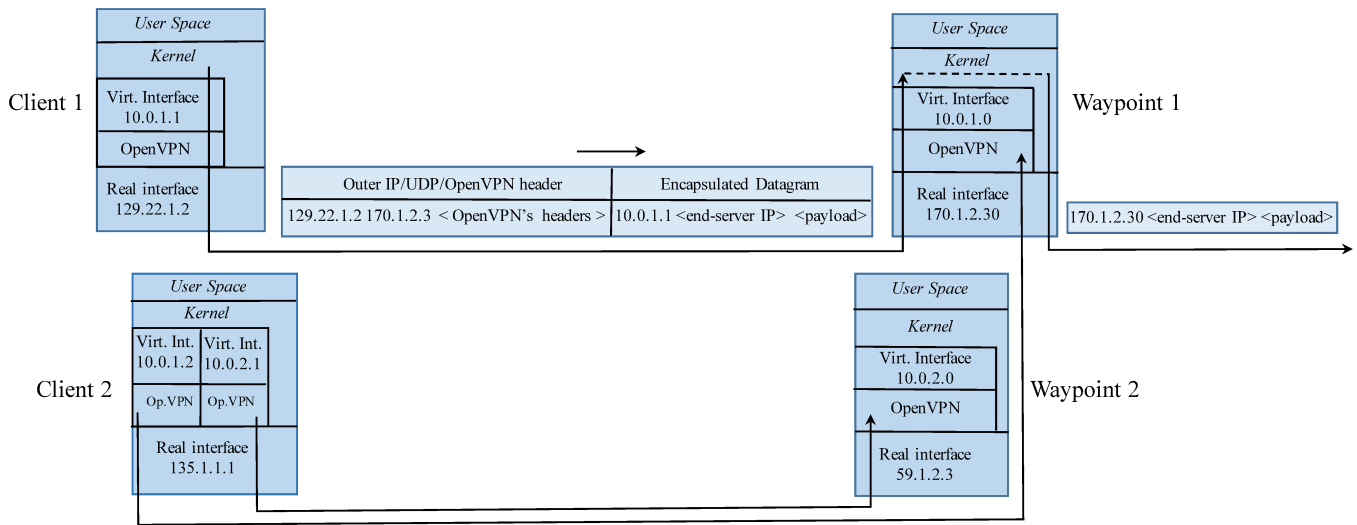 User Space
Kernel
Client 1
Virt. Interface
10.0.1.1
OpenVPN
Real interface
129.22.1.2
Outer IP/UDP/OpenVPN header
Encapsulated Datagram
129.22.1.2 170.1.2.3 < OpenVPN's headers >
10.0.1.1 <end-server IP> <payload>
User Space
Kernel
Waypoint 1
Virt. Interface
10.0.1.0
OpenVPN
Real interface
170.1.2.30
170.1.2.30 <end-server IP> <payload>
User Space
Kernel
Client 2
Virt. Int.
10.0.1.2
Virt. Int.
10.0.2.1
Op.VPN
Op.VPN
Real interface
135.1.1.1
User Space
Kernel
Virt. Interface
10.0.2.0
Waypoint 2
OpenVPN
Real interface
59.1.2.3